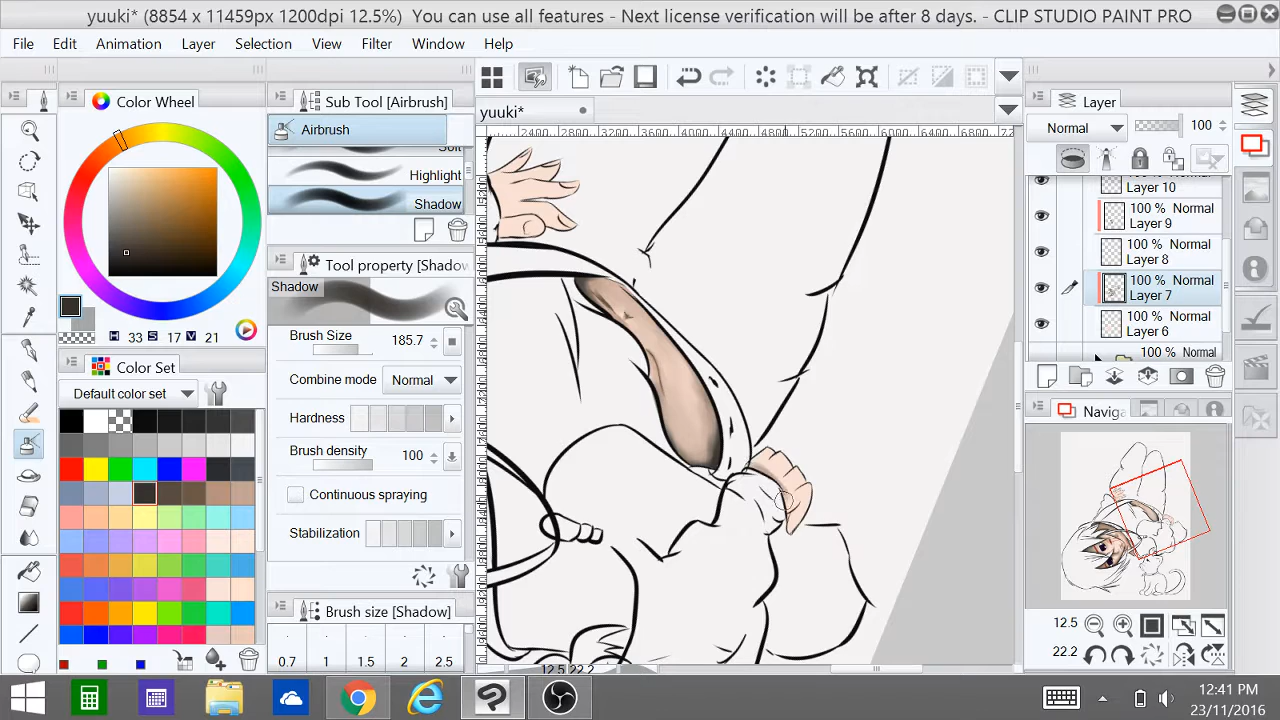 yuuki* (8854 x 11459px 1200dpi 12.5%)  You can use all features - Next license verification will be after 8 days. - CLIP STUDIO PAINT PRO
File Edit Animation Layer Selection View Filter Window Help
Color Wheel
H 33 S 17 V 21
Color Set
Default color set
Sub Tool [Airbrush]
Airbrush
Soft
Highlight
Shadow
Tool property [Shadow
Shadow
Brush Size 185.7
Combine mode Normal
Hardness
Brush density 100
Continuous spraying
Stabilization
Brush size [Shadow]
0.7 1 1.5 2 2.5
yuuki*
2400 2800 3200 3600 4000 4400 4800 5200 5600 6000 6400 6800
12.5 22.2
Layer
Normal 100
Layer 10
100 % Normal
Layer 9
100 % Normal
Layer 8
100 % Normal
Layer 7
100 % Normal
Layer 6
100 % Normal
Naviga
12.5
22.2
12:41 PM
23/11/2016